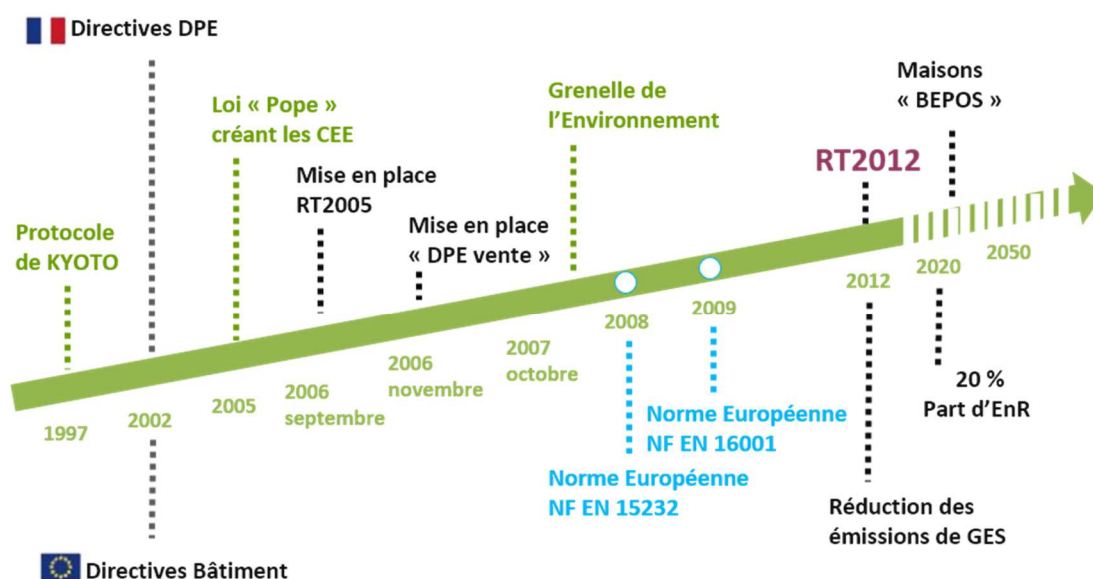 Directives DPE
Maisons
« BEPOS »
Loi « Pope »
créant les CEE
Grenelle de
l'Environnement
Mise en place
RT2005
RT2012
Mise en place
« DPE vente »
Protocole
de KYOTO
1997
2002
2005
2006
septembre
2006
novembre
2007
octobre
2008
2009
2012
2020
2050
20 %
Part d'EnR
Norme Européenne
NF EN 16001
Norme Européenne
NF EN 15232
Réduction des
émissions de GES
Directives Bâtiment